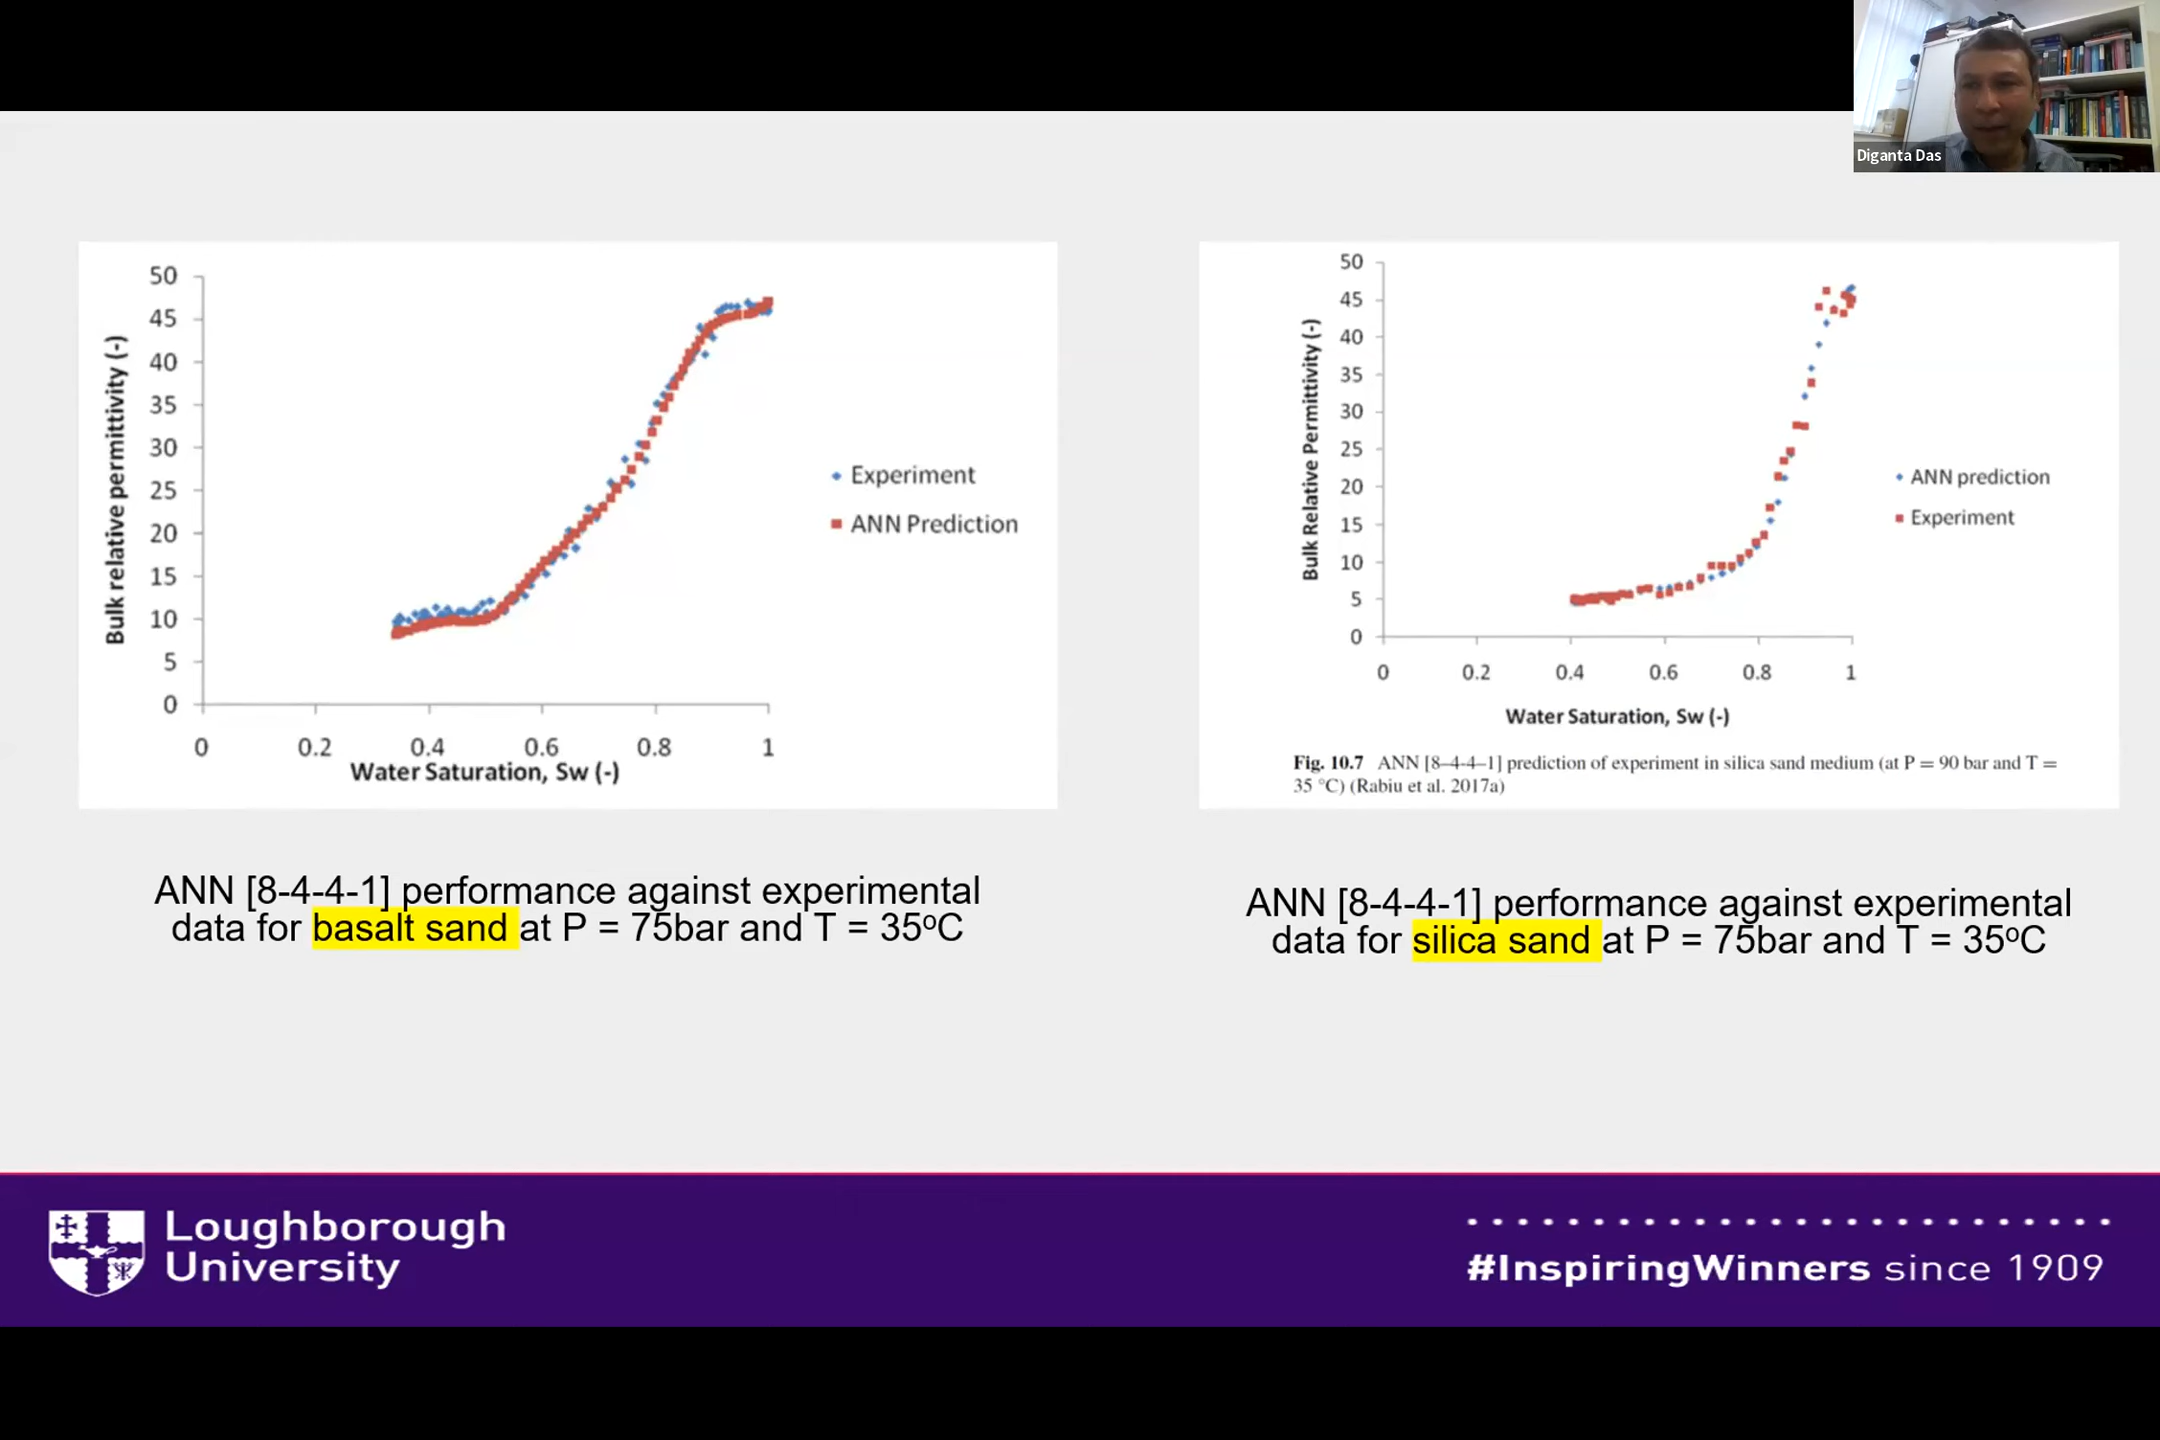 Diganta Das
50
45
40
35
30
25
20
15
10
5
0
Bulk relative permittivity (-)
0 0.2 0.4 0.6 0.8 1
Water Saturation, Sw (-)
Experiment
ANN Prediction
ANN [8-4-4-1] performance against experimental
data for basalt sand at P = 75bar and T = 35ºC
50
45
40
35
30
25
20
15
10
5
0
Bulk Relative Permittivity (-)
0 0.2 0.4 0.6 0.8 1
Water Saturation, Sw (-)
ANN prediction
Experiment
Fig. 10.7 ANN [8–4-4–1] prediction of experiment in silica sand medium (at P = 90 bar and T =
35 °C) (Rabiu et al. 2017a)
ANN [8-4-4-1] performance against experimental
data for silica sand at P = 75bar and T = 35ºC
Loughborough
University
#InspiringWinners since 1909